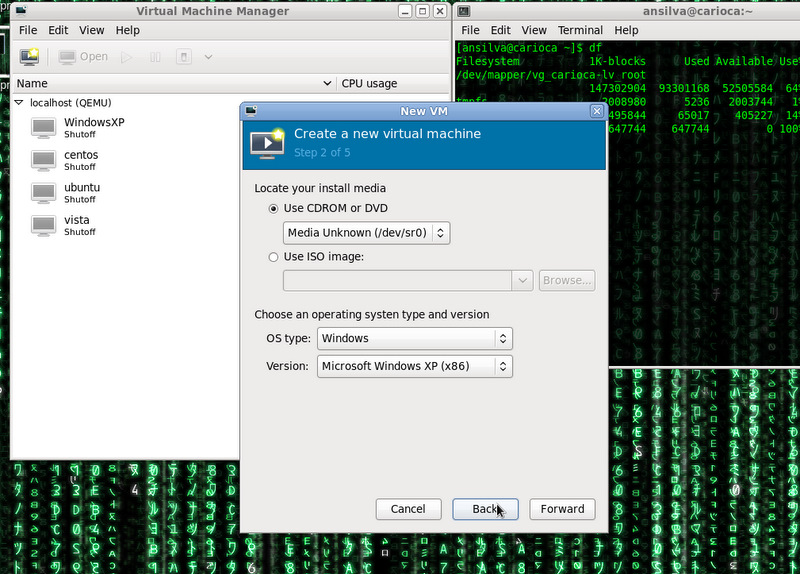 Virtual Machine Manager
File Edit View Help
Open
Name CPU usage
localhost (QEMU)
WindowsXP
Shutoff
centos
Shutoff
ubuntu
Shutoff
vista
Shutoff
ansilva@carioca:~
File Edit View Terminal Help
[ansilva@carioca ~]$ df
Filesystem 1K-blocks Used Available Use%
/dev/mapper/vg_carioca-lv_root
147302904 93301168 52505584 64%
tmpfs 2008980 5236 2003744 1%
495844 65017 405227 14%
647744 647744 0 100%
New VM
Create a new virtual machine
Step 2 of 5
Locate your install media
Use CDROM or DVD
Media Unknown (/dev/sr0)
Use ISO image:
Browse...
Choose an operating systen type and version
OS type: Windows
Version: Microsoft Windows XP (x86)
Cancel Back Forward